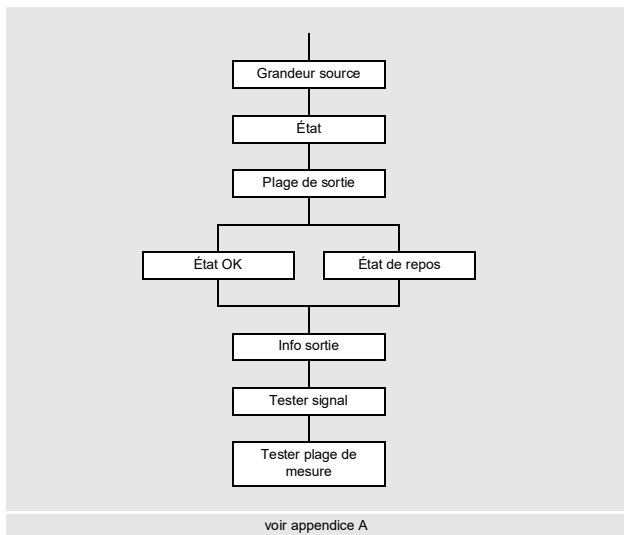 Grandeur source
État
Plage de sortie
État OK
État de repos
Info sortie
Tester signal
Tester plage de
mesure
voir appendice A